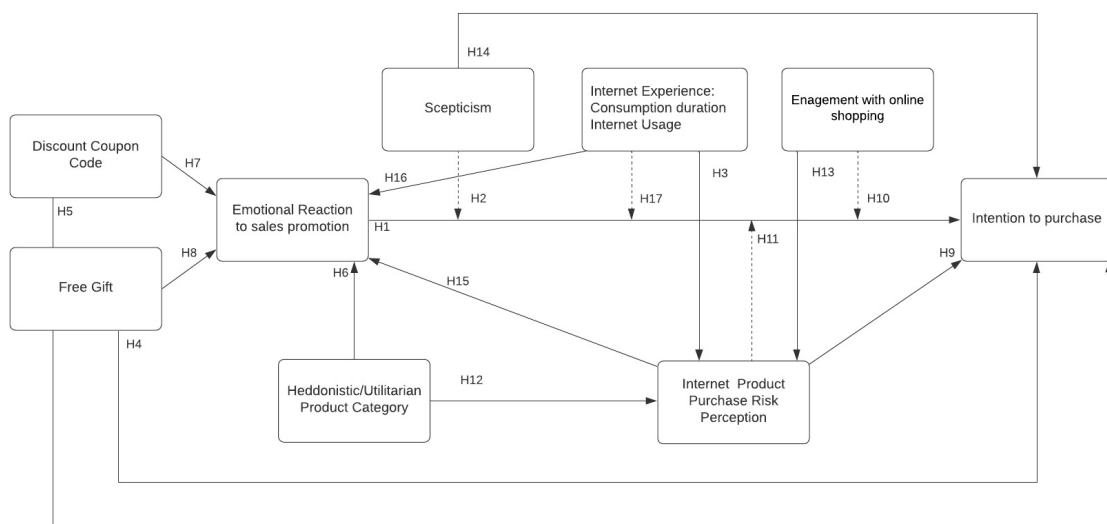 H14
Scepticism
Internet Experience:
Consumption duration
Internet Usage
Enagement with online
shopping
Discount Coupon
Code
H7
H16
H3
H13
H5
Emotional Reaction
to sales promotion
H2
H17
H10
Intention to purchase
H1
H11
H8
H6
H9
Free Gift
H15
H4
Heddonistic/Utilitarian
Product Category
H12
Internet Product
Purchase Risk
Perception